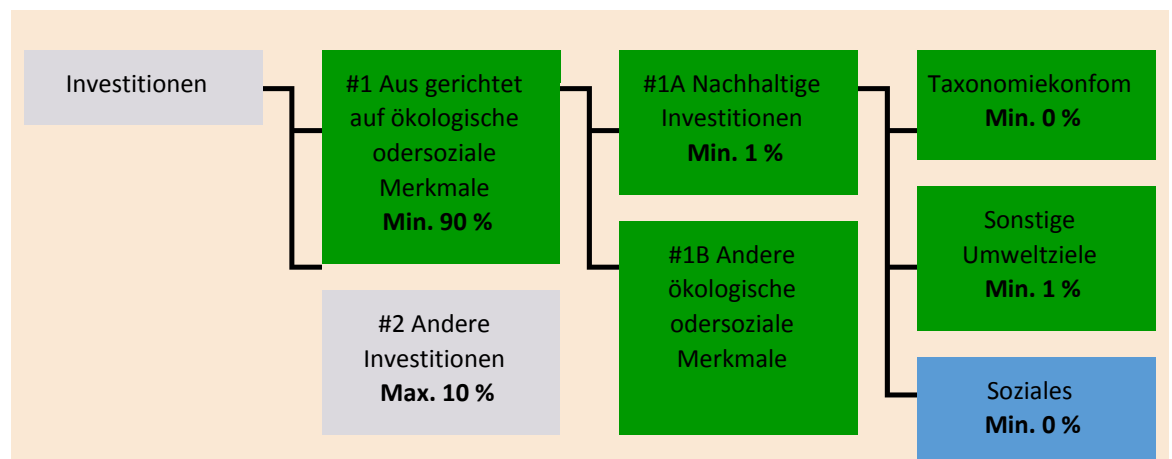 Investitionen
#1 Aus gerichtet
auf ökologische
odersoziale
Merkmale
Min. 90 %
#2 Andere
Investitionen
Max. 10 %
#1A Nachhaltige
Investitionen
Min. 1 %
#1B Andere
ökologische
odersoziale
Merkmale
Taxonomiekonfom
Min. 0 %
Sonstige
Umweltziele
Min. 1 %
Soziales
Min. 0 %